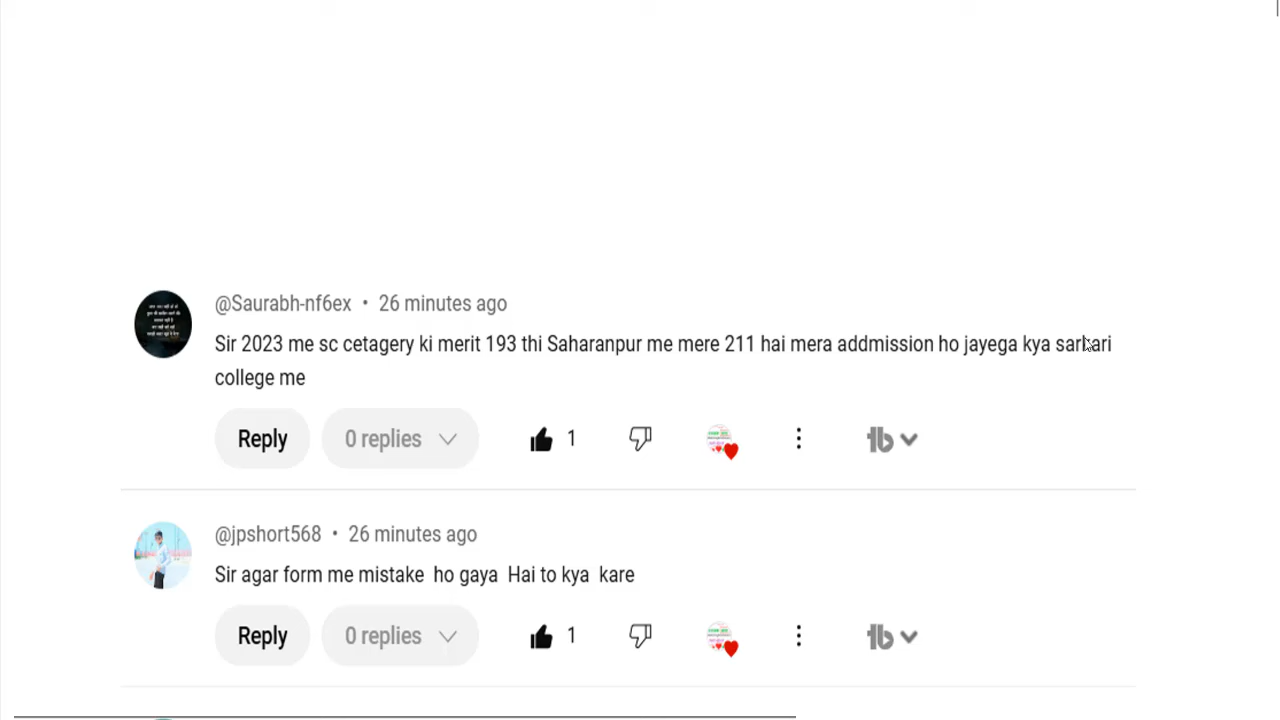 @Saurabh-nf6ex • 26 minutes ago
Sir 2023 me sc cetagery ki merit 193 thi Saharanpur me mere 211 hai mera addmission ho jayega kya sarkari
college me
Reply 0 replies 1
@jpshort568 • 26 minutes ago
Sir agar form me mistake ho gaya Hai to kya kare
Reply 0 replies 1